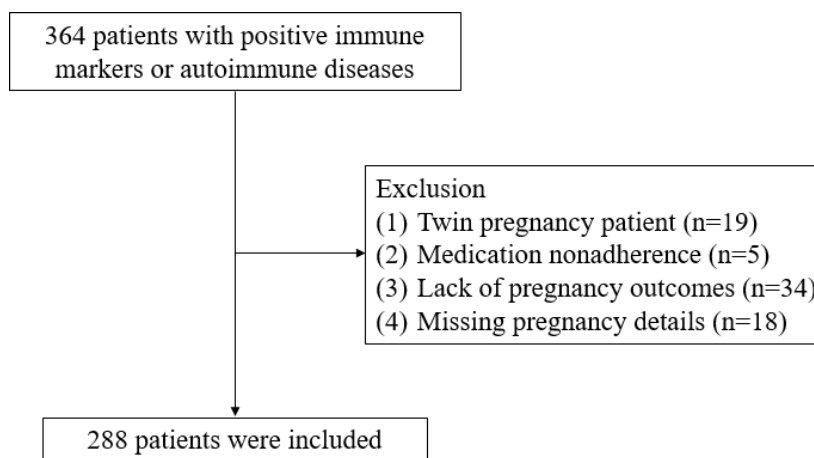 364 patients with positive immune
markers or autoimmune diseases
Exclusion
(1) Twin pregnancy patient (n=19)
(2) Medication nonadherence (n=5)
(3) Lack of pregnancy outcomes (n=34)
(4) Missing pregnancy details (n=18)
288 patients were included